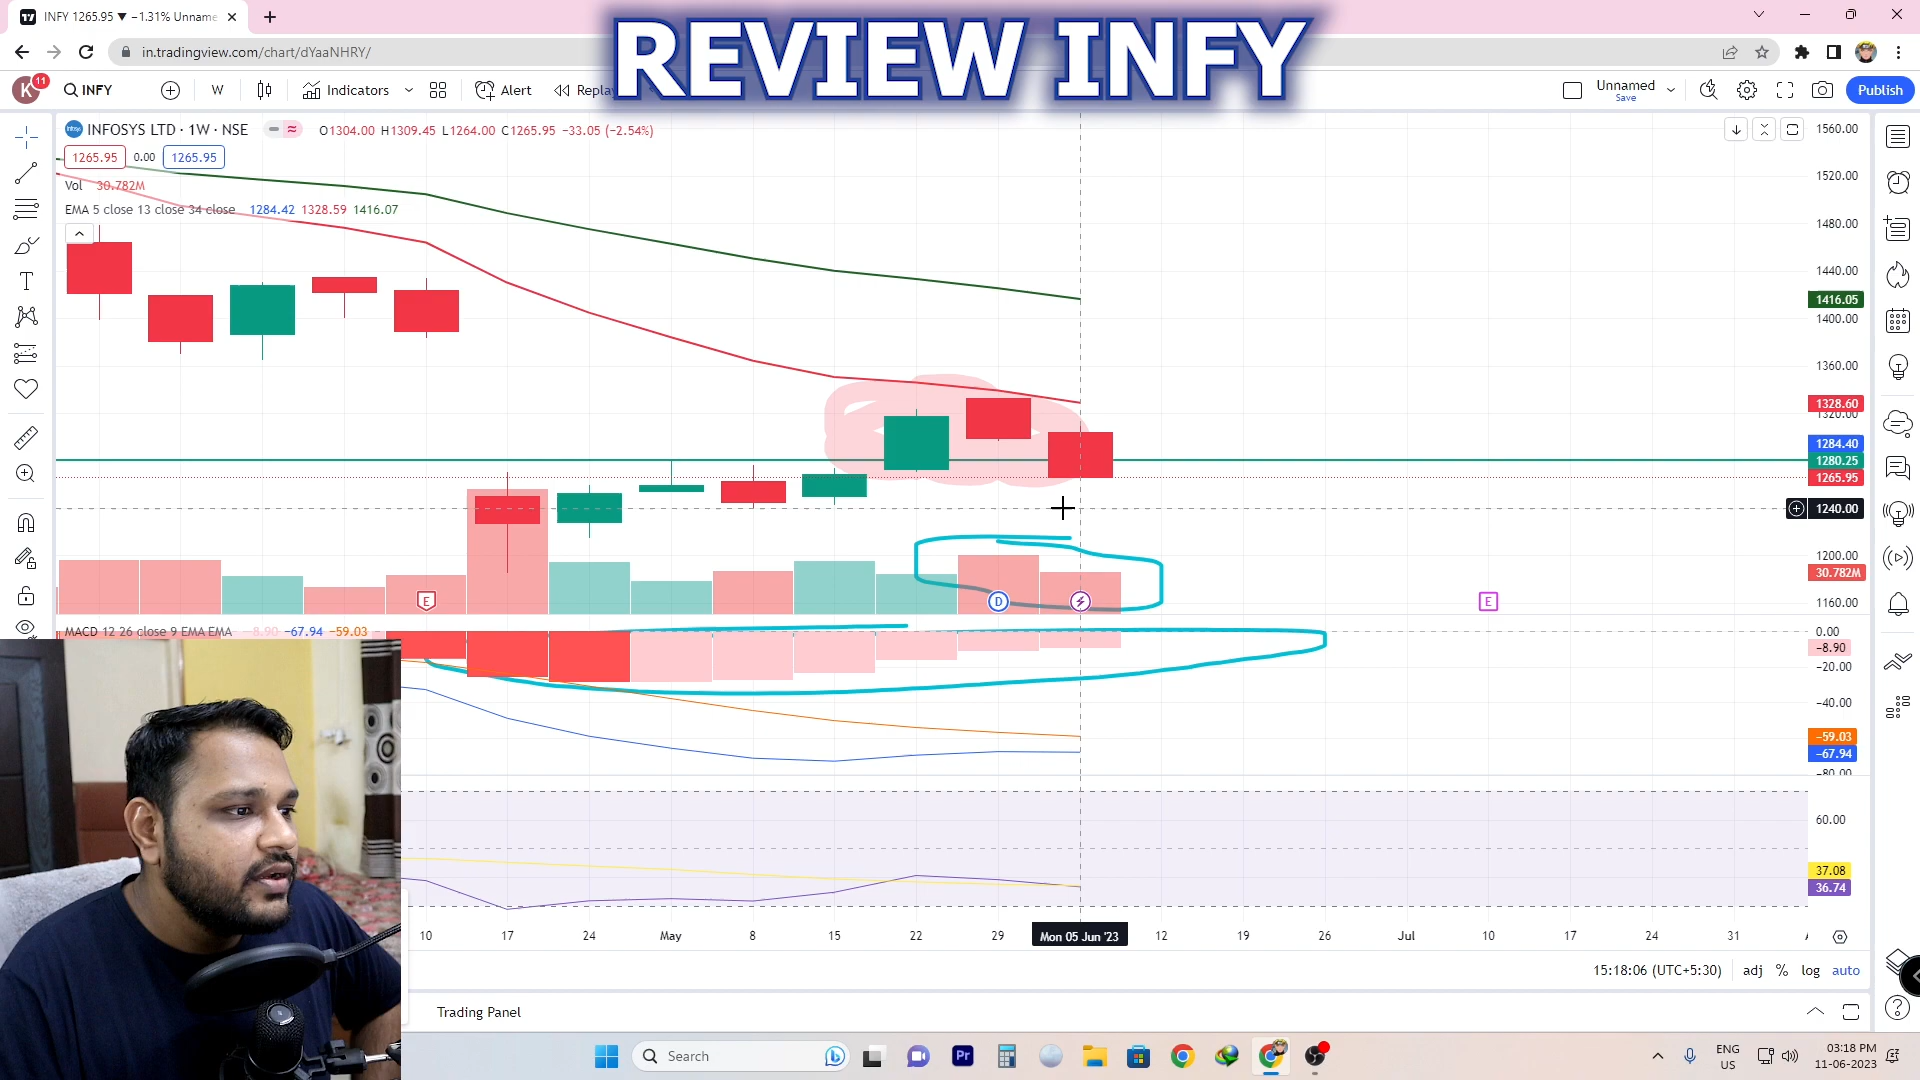 INFY 1265.95 ▼ −1.31% Unname
REVIEW INFY
in.tradingview.com/chart/dYaaNHRY/
K 11
INFY
W
Indicators
Alert
Replay
Unnamed
Save
Publish
INFOSYS LTD · 1W · NSE
O1304.00 H1309.45 L1264.00 C1265.95 −33.05 (−2.54%)
1265.95 0.00 1265.95
Vol 30.782M
EMA 5 close 13 close 34 close 1284.42 1328.59 1416.07
1560.00
1520.00
1480.00
1440.00
1416.05
1400.00
1360.00
1328.60
1320.00
1284.40
1280.25
1265.95
1240.00
1200.00
30.782M
1160.00
E
D
E
MACD 12 26 close 9 EMA EMA −8.90 −67.94 −59.03
0.00
−8.90
−20.00
−40.00
−59.03
−67.94
−80.00
60.00
37.08
36.74
10 17 24 May 8 15 22 29 Mon 05 Jun '23 12 19 26 Jul 10 17 24 31
15:18:06 (UTC+5:30) adj % log auto
Trading Panel
Search
Pr
ENG
US
03:18 PM
11-06-2023